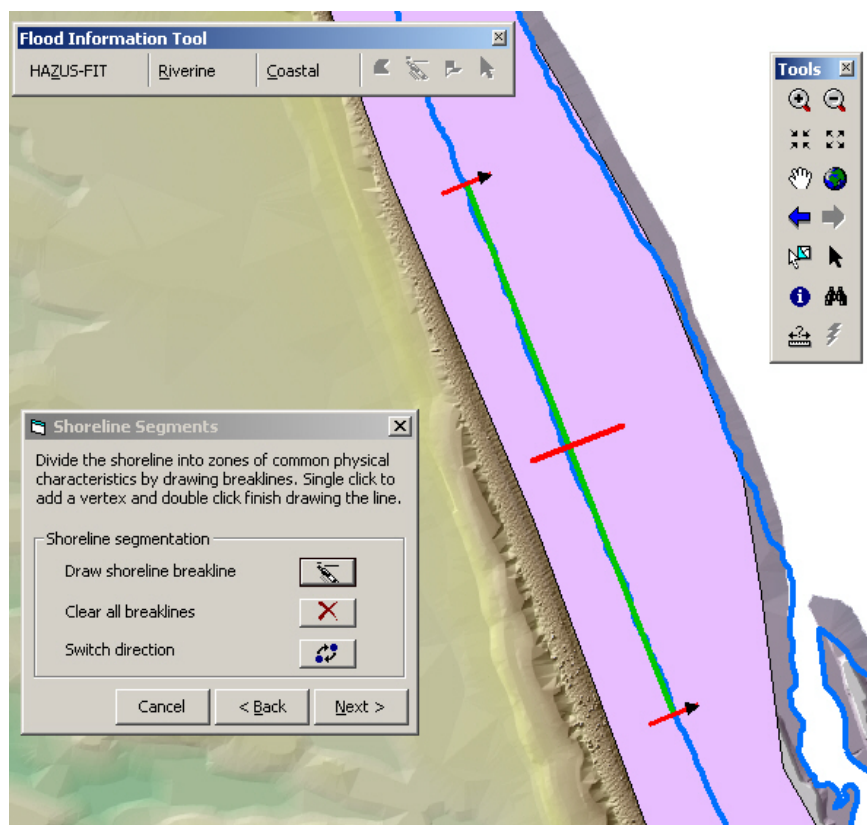 Flood Information Tool
HAZUS-FIT Riverine Coastal
Tools
Shoreline Segments
Divide the shoreline into zones of common physical
characteristics by drawing breaklines. Single click to
add a vertex and double click finish drawing the line.
Shoreline segmentation
Draw shoreline breakline
Clear all breaklines
Switch direction
Cancel < Back Next >